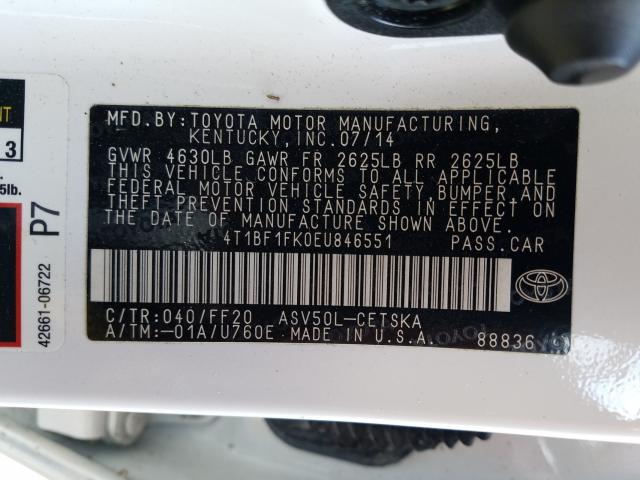 MFD.BY:TOYOTA MOTOR MANUFACTURING,
KENTUCKY,INC.07/14
GVWR 4630LB GAWR FR 2625LB RR 2625LB
THIS VEHICLE CONFORMS TO ALL APPLICABLE
FEDERAL MOTOR VEHICLE SAFETY,BUMPER,AND
THEFT PREVENTION STANDARDS IN EFFECT ON
THE DATE OF MANUFACTURE SHOWN ABOVE.
4T1BF1FK0EU846551 PASS.CAR
C/TR:040/FF20 ASV50L-CETSKA
A/TM:-01A/U760E MADE IN U.S.A.
88836
NT
3
5lb.
P7
42661-06722